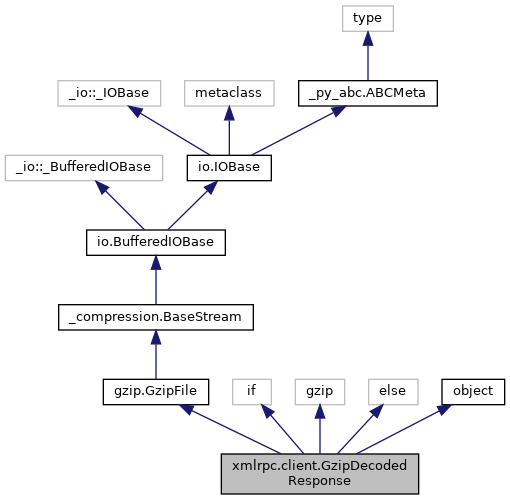 type
_io::_IOBase
metaclass
_py_abc.ABCMeta
_io::_BufferedIOBase
io.IOBase
io.BufferedIOBase
_compression.BaseStream
gzip.GzipFile
if
gzip
else
object
xmlrpc.client.GzipDecoded
Response